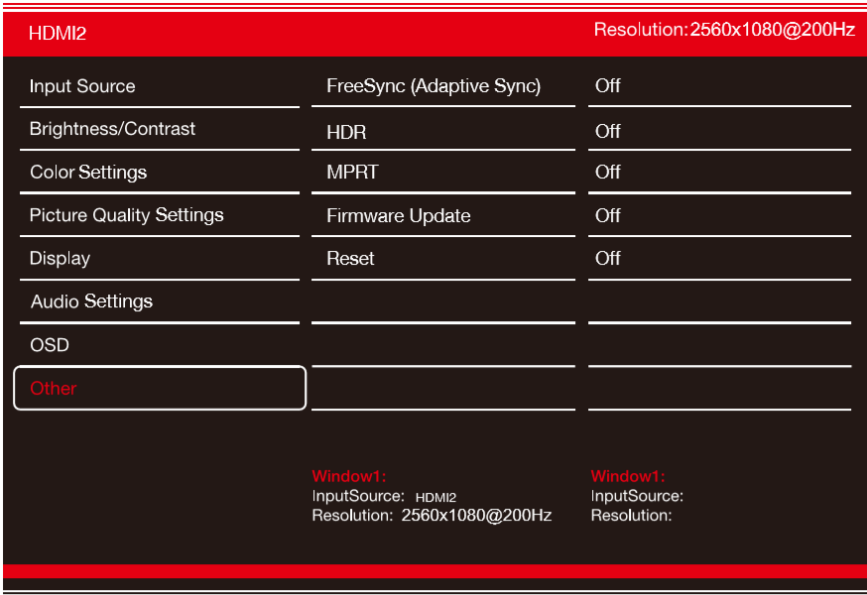 HDMI2 Resolution:2560x1080@200Hz
Input Source FreeSync (Adaptive Sync) Off
Brightness/Contrast HDR Off
Color Settings MPRT Off
Picture Quality Settings Firmware Update Off
Display Reset Off
Audio Settings
OSD
Other
Window1: Window1:
InputSource: HDMI2 InputSource:
Resolution: 2560x1080@200Hz Resolution: